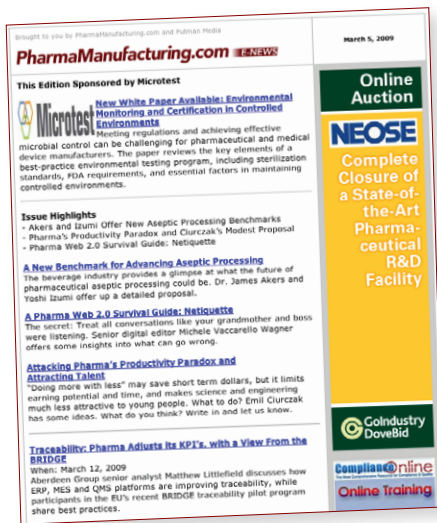 Brought to you by PharmaManufacturing.com and Putman Media
PharmaManufacturing.com E-NEWS
March 5, 2009
This Edition Sponsored by Microtest
Microtest
New White Paper Available: Environmental
Monitoring and Certification in Controlled
Environments
Meeting regulations and achieving effective
microbial control can be challenging for pharmaceutical and medical
device manufacturers. The paper reviews the key elements of a
best-practice environmental testing program, including sterilization
standards, FDA requirements, and essential factors in maintaining
controlled environments.
Issue Highlights
- Akers and Izumi Offer New Aseptic Processing Benchmarks
- Pharma's Productivity Paradox and Ciurczak's Modest Proposal
- Pharma Web 2.0 Survival Guide: Netiquette
A New Benchmark for Advancing Aseptic Processing
The beverage industry provides a glimpse at what the future of
pharmaceutical aseptic processing could be. Dr. James Akers and
Yoshi Izumi offer up a detailed proposal.
A Pharma Web 2.0 Survival Guide: Netiquette
The secret: Treat all conversations like your grandmother and boss
were listening. Senior digital editor Michele Vaccarello Wagner
offers some insights into what can go wrong.
Attacking Pharma's Productivity Paradox and
Attracting Talent
"Doing more with less" may save short term dollars, but it limits
earning potential and time, and makes science and engineering
much less attractive to young people. What to do? Emil Ciurczak
has some ideas. What do you think? Write in and let us know.
Traceability: Pharma Adjusts its KPI's, with a View From the
BRIDGE
When: March 12, 2009
Aberdeen Group senior analyst Matthew Littlefield discusses how
ERP, MES and QMS platforms are improving traceability, while
participants in the EU's recent BRIDGE traceability pilot program
share best practices.
Online
Auction
NEOSE
Complete
Closure of
a State-of-
the-Art
Pharma-
ceutical
R&D
Facility
GoIndustry
DoveBid
ComplianceOnline
Online Training